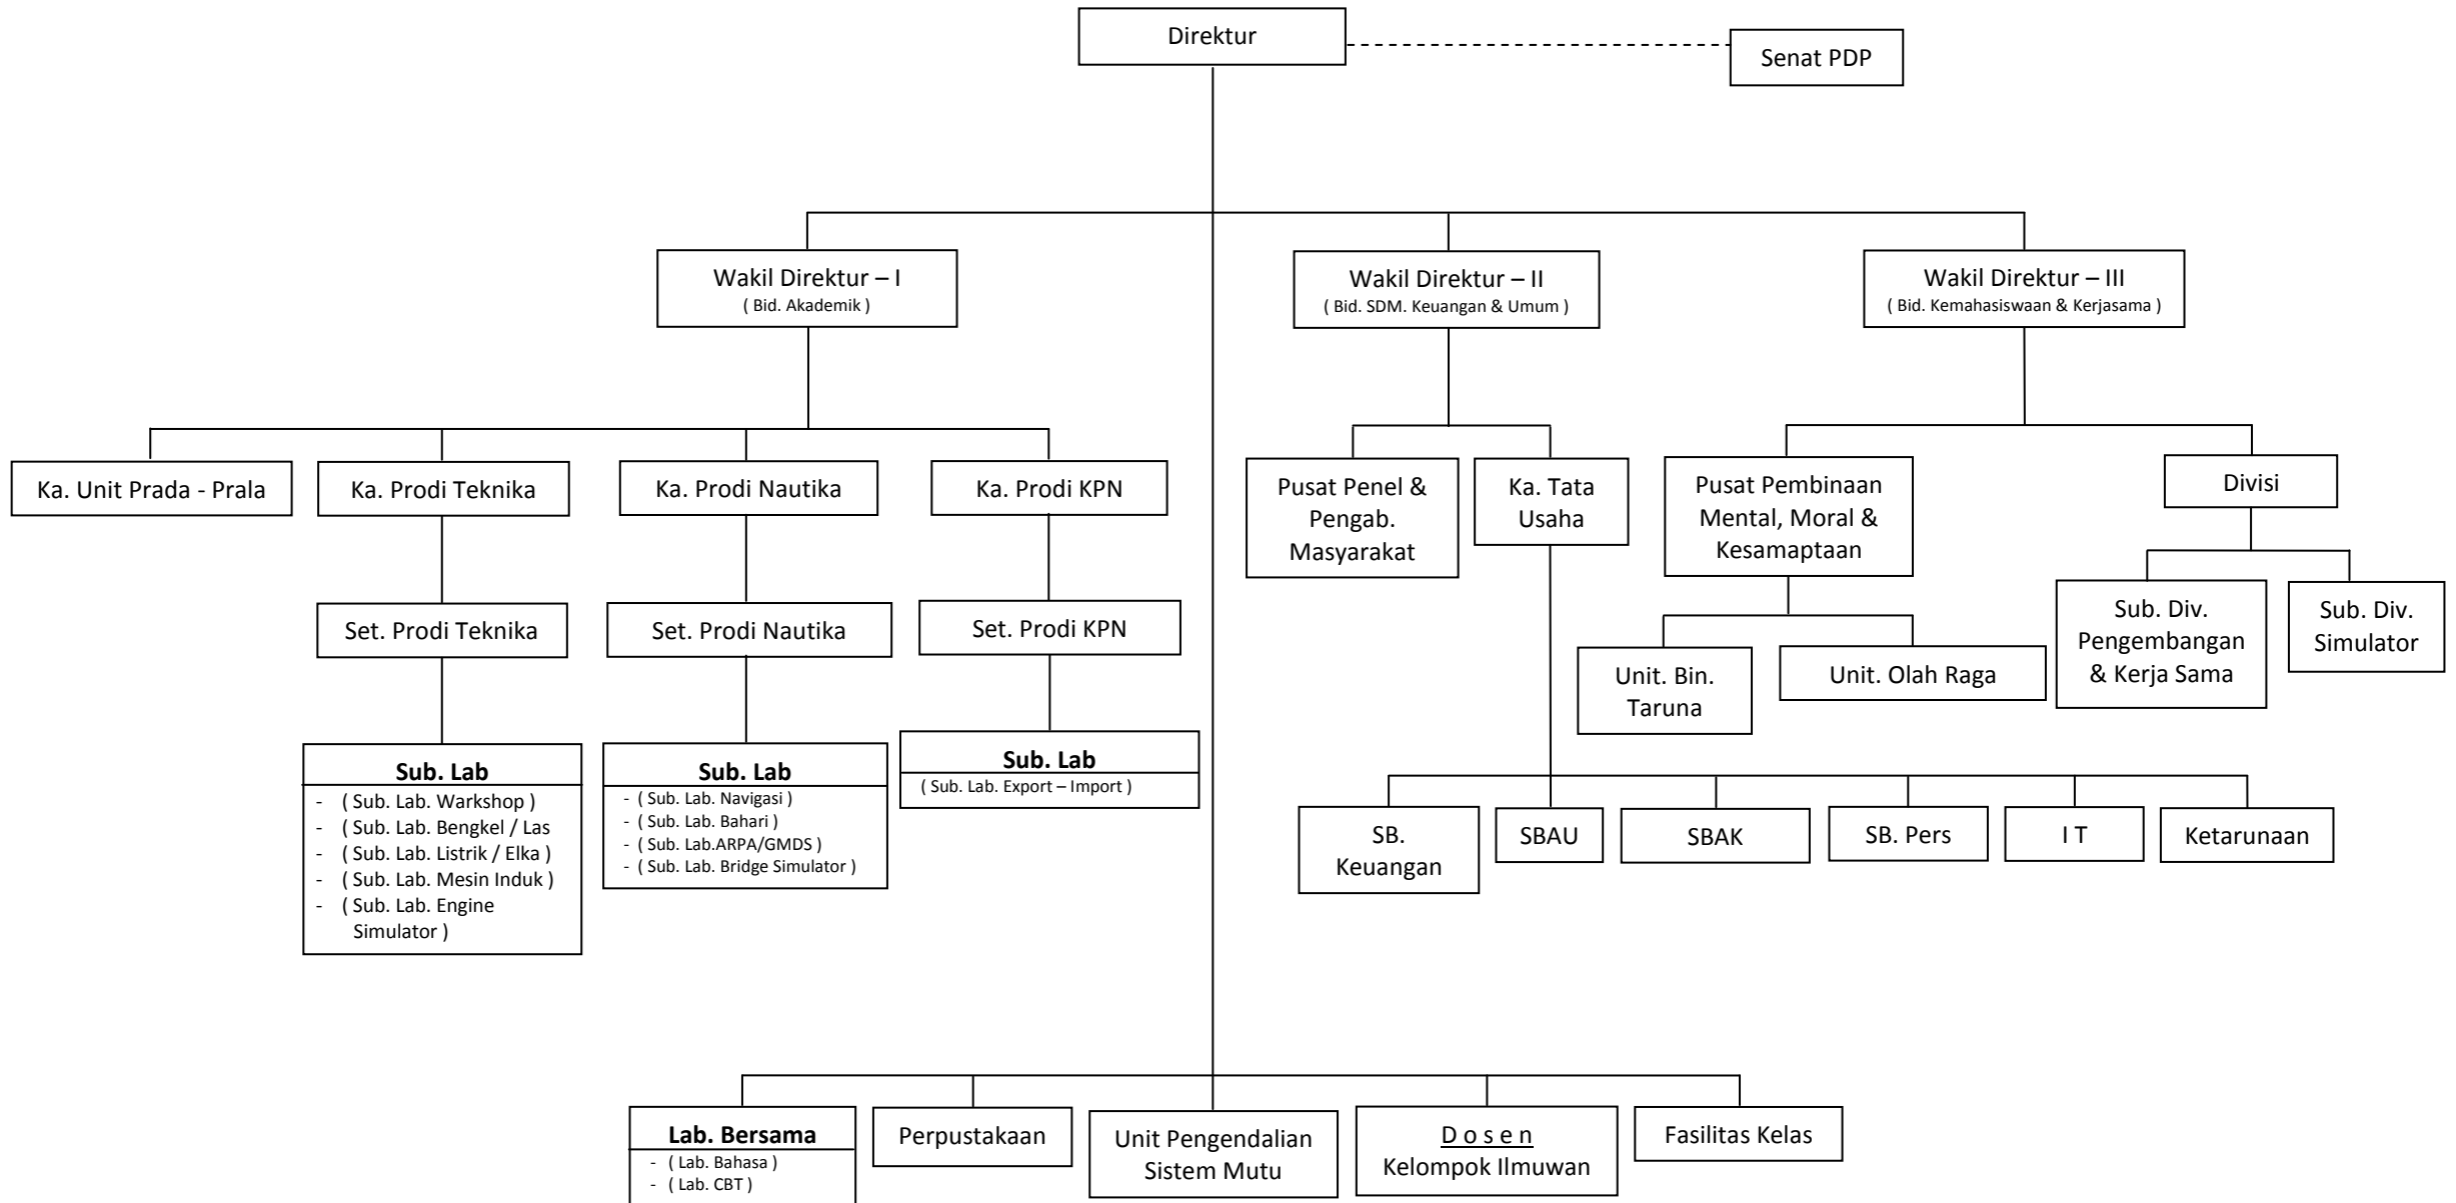 Direktur
Senat PDP
Wakil Direktur – I
( Bid. Akademik )
Wakil Direktur – II
( Bid. SDM. Keuangan & Umum )
Wakil Direktur – III
( Bid. Kemahasiswaan & Kerjasama )
Ka. Unit Prada - Prala
Ka. Prodi Teknika
Ka. Prodi Nautika
Ka. Prodi KPN
Pusat Penel &
Pengab.
Masyarakat
Ka. Tata
Usaha
Pusat Pembinaan
Mental, Moral &
Kesamaptaan
Divisi
Set. Prodi Teknika
Set. Prodi Nautika
Set. Prodi KPN
Unit. Bin.
Taruna
Unit. Olah Raga
Sub. Div.
Pengembangan
& Kerja Sama
Sub. Div.
Simulator
Sub. Lab
- ( Sub. Lab. Warkshop )
- ( Sub. Lab. Bengkel / Las
- ( Sub. Lab. Listrik / Elka )
- ( Sub. Lab. Mesin Induk )
- ( Sub. Lab. Engine
Simulator )
Sub. Lab
- ( Sub. Lab. Navigasi )
- ( Sub. Lab. Bahari )
- ( Sub. Lab.ARPA/GMDS )
- ( Sub. Lab. Bridge Simulator )
Sub. Lab
( Sub. Lab. Export – Import )
SB.
Keuangan
SBAU
SBAK
SB. Pers
I T
Ketarunaan
Lab. Bersama
- ( Lab. Bahasa )
- ( Lab. CBT )
Perpustakaan
Unit Pengendalian
Sistem Mutu
D o s e n
Kelompok Ilmuwan
Fasilitas Kelas